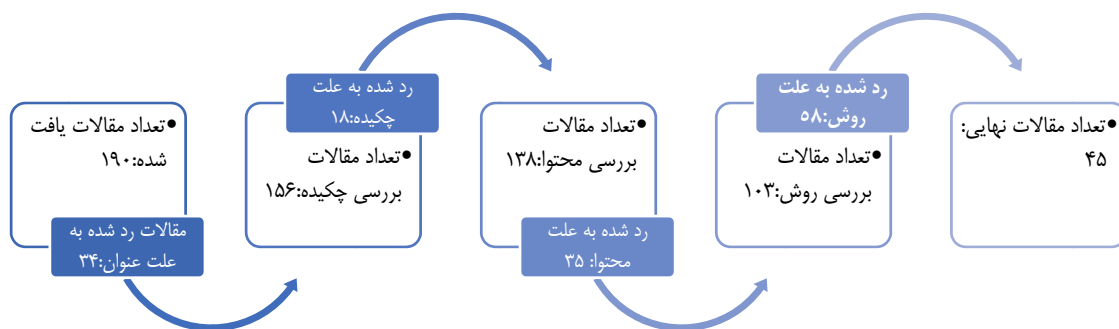 •تعداد مقالات یافت
شده:۱۹۰
مقالات رد شده به
علت عنوان:۳۴
رد شده به علت
چکیده:۱۸
•تعداد مقالات
بررسی چکیده:۱۵۶
•تعداد مقالات
بررسی محتوا:۱۳۸
رد شده به علت
محتوا: ۳۵
رد شده به علت
روش:۵۸
•تعداد مقالات
بررسی روش:۱۰۳
•تعداد مقالات نهایی:
۴۵